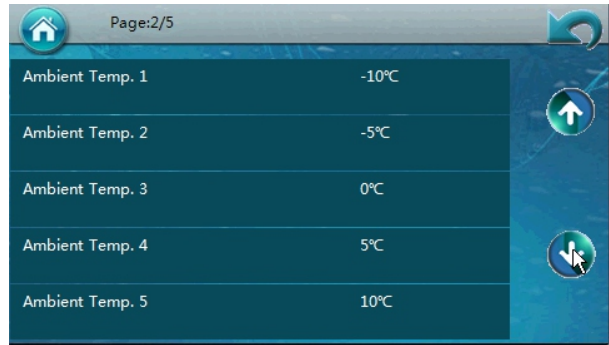 Page:2/5
Ambient Temp. 1 -10℃
Ambient Temp. 2 -5℃
Ambient Temp. 3 0℃
Ambient Temp. 4 5℃
Ambient Temp. 5 10℃